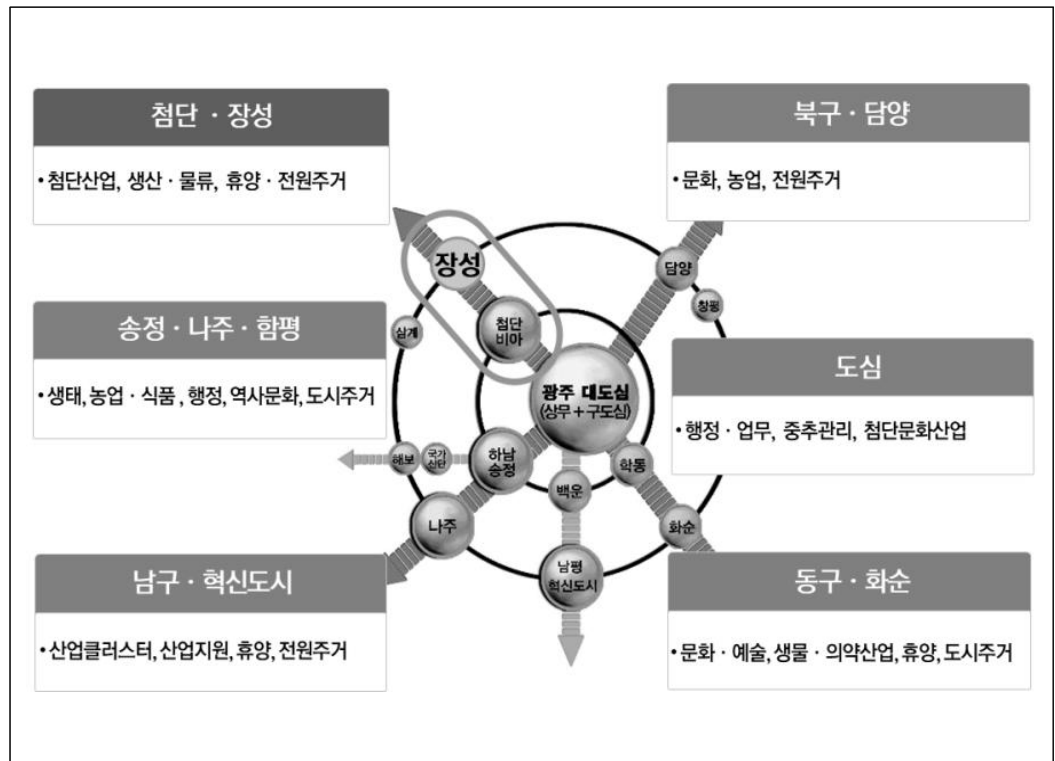 첨단 · 장성
• 첨단산업, 생산 · 물류, 휴양 · 전원주거
북구 · 담양
• 문화, 농업, 전원주거
송정 · 나주 · 함평
• 생태, 농업 · 식품 , 행정, 역사문화, 도시주거
도심
• 행정 · 업무, 중추관리, 첨단문화산업
남구 · 혁신도시
• 산업클러스터, 산업지원, 휴양, 전원주거
동구 · 화순
• 문화 · 예술, 생물 · 의약산업, 휴양, 도시주거
장성
담양
창평
첨단
비아
삼계
광주 대도심
(상무 + 구도심)
해보
국가
산단
하남
송정
학동
백운
나주
화순
남평
혁신도시